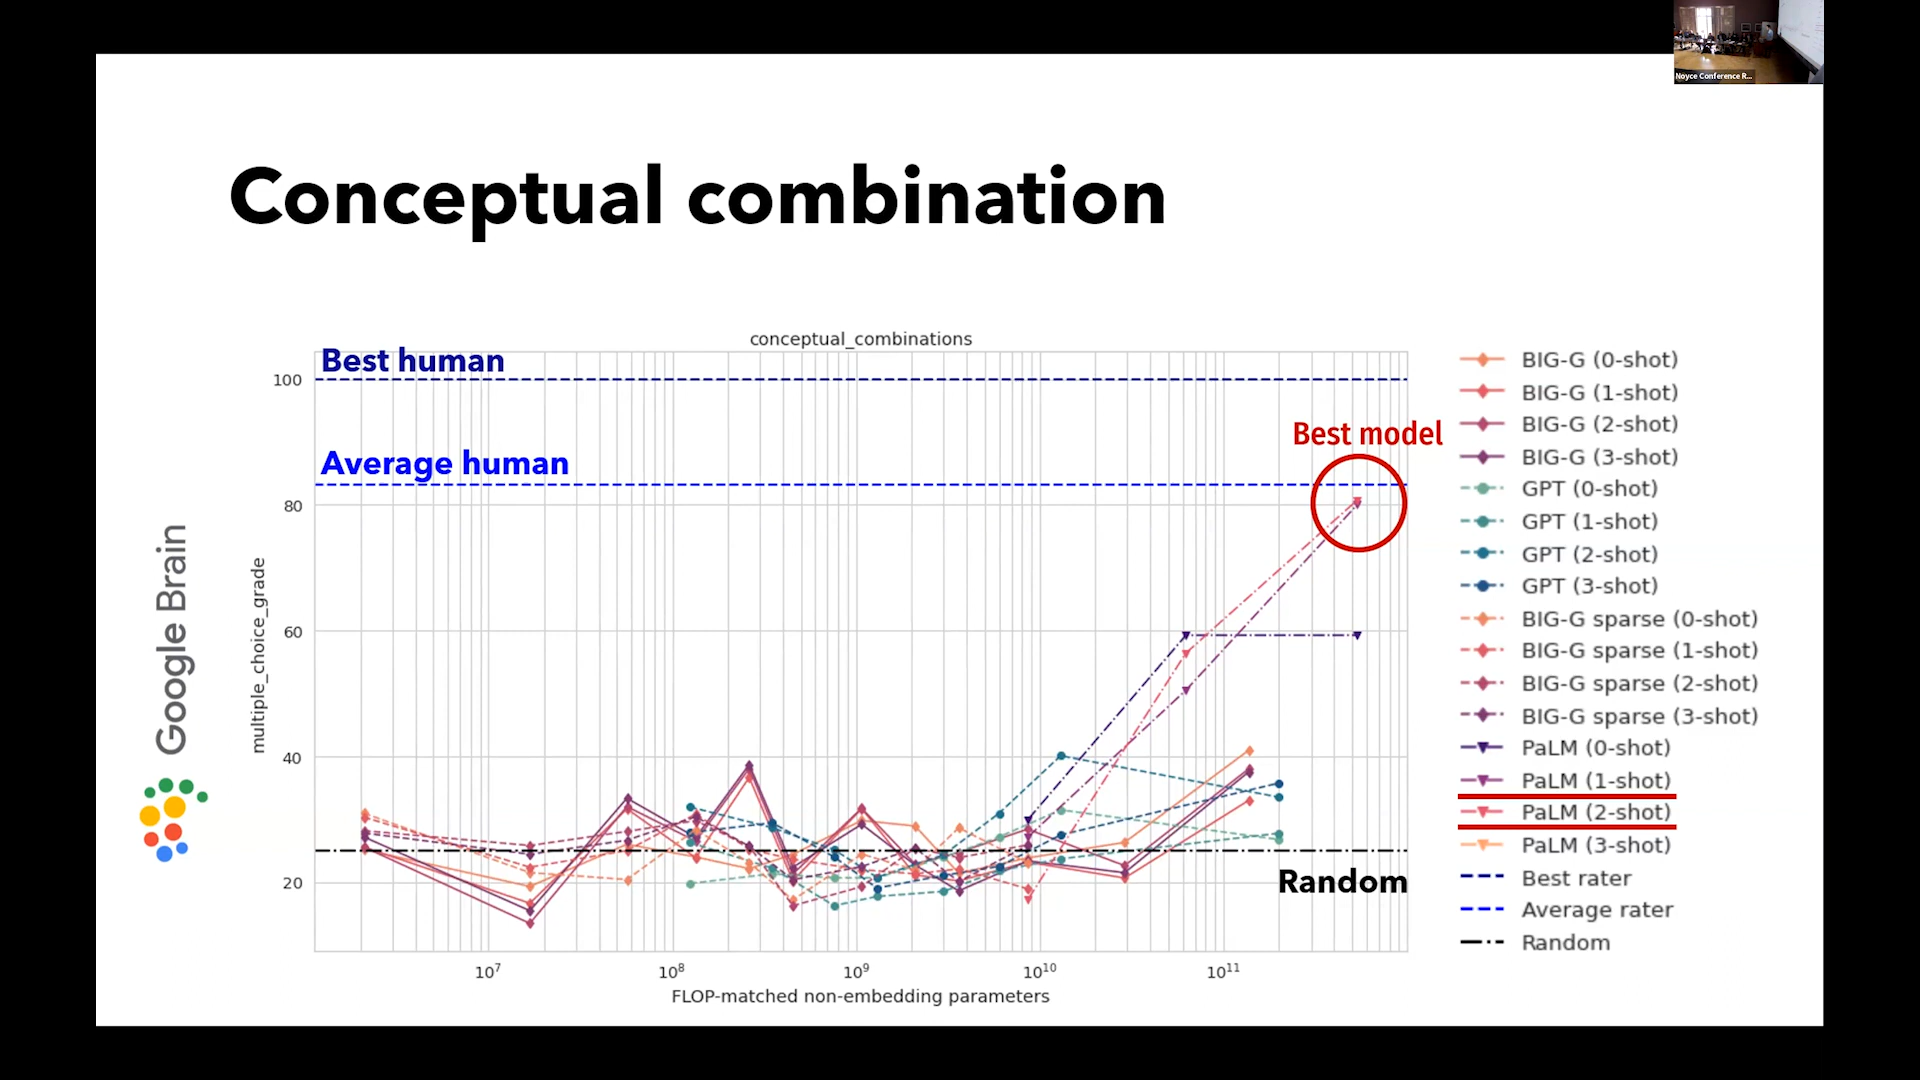 Noyce Conference R...
Conceptual combination
conceptual_combinations
Best human
Average human
Best model
Random
100
80
60
40
20
multiple_choice_grade
10⁷
10⁸
10⁹
10¹⁰
10¹¹
FLOP-matched non-embedding parameters
BIG-G (0-shot)
BIG-G (1-shot)
BIG-G (2-shot)
BIG-G (3-shot)
GPT (0-shot)
GPT (1-shot)
GPT (2-shot)
GPT (3-shot)
BIG-G sparse (0-shot)
BIG-G sparse (1-shot)
BIG-G sparse (2-shot)
BIG-G sparse (3-shot)
PaLM (0-shot)
PaLM (1-shot)
PaLM (2-shot)
PaLM (3-shot)
Best rater
Average rater
Random
Google Brain